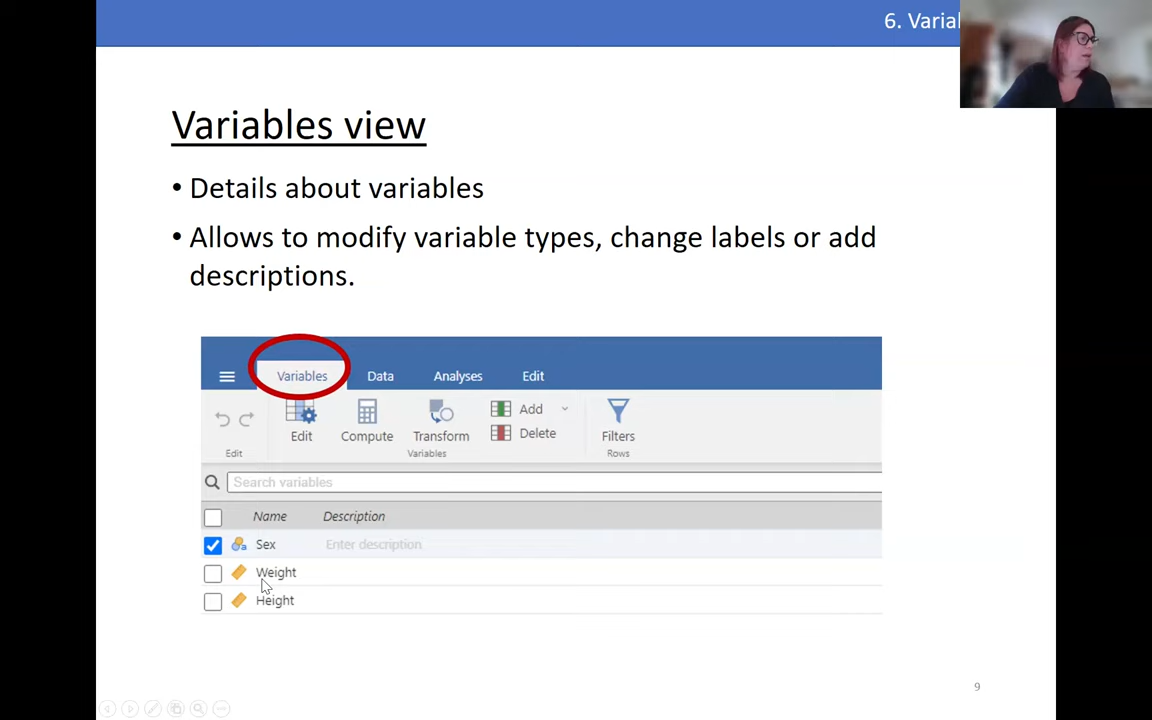 6. Varia
Variables view
• Details about variables
• Allows to modify variable types, change labels or add
descriptions.
Variables Data Analyses Edit
Edit Compute Transform Add Delete Filters
Edit Variables Rows
Search variables
Name Description
Sex Enter description
Weight
Height
9